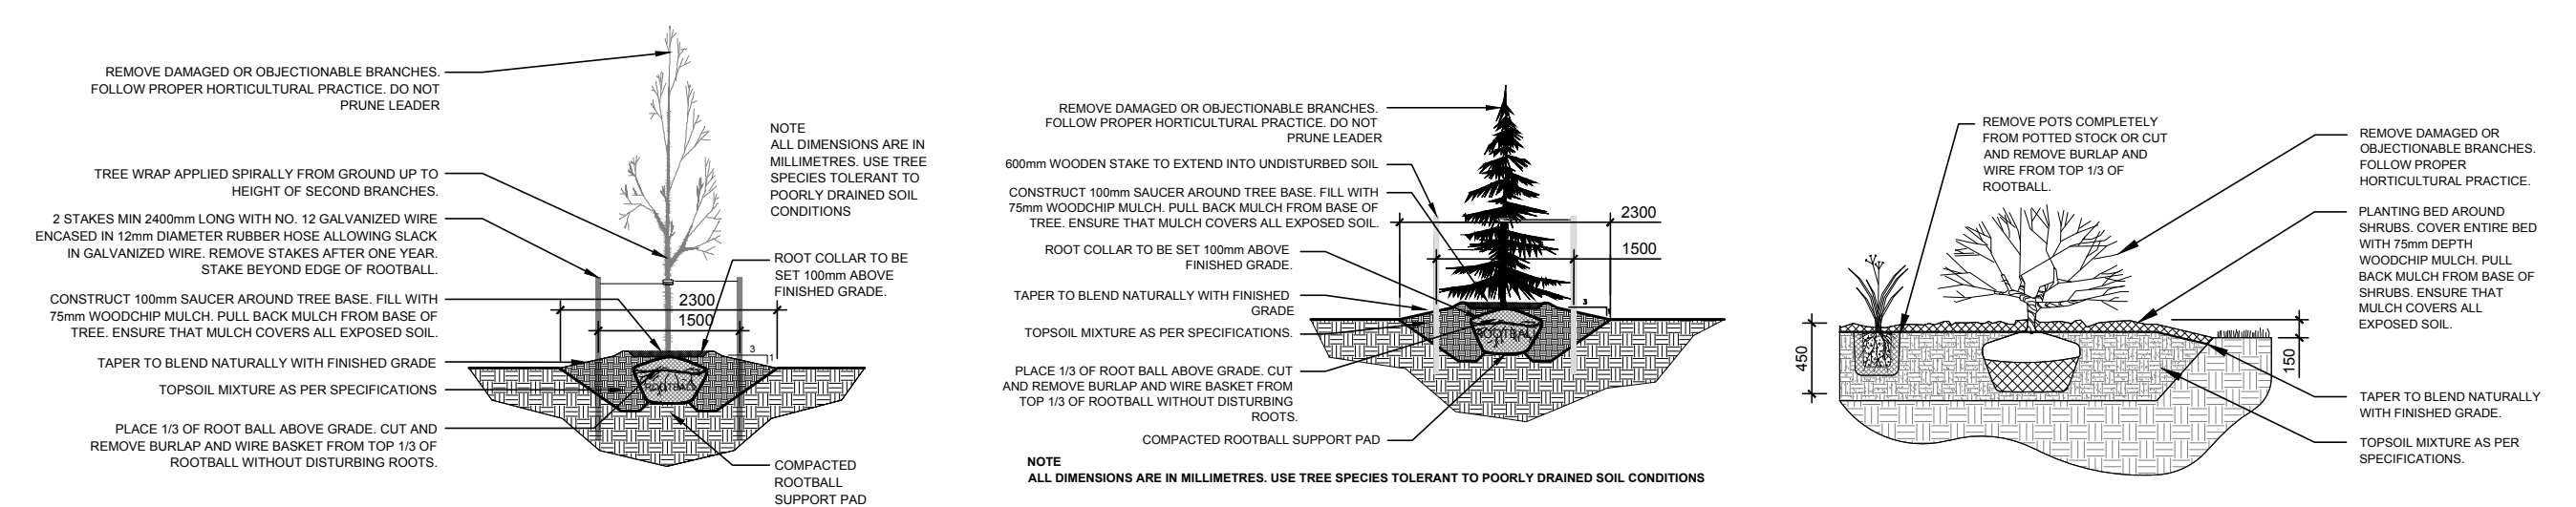 REMOVE DAMAGED OR OBJECTIONABLE BRANCHES.
FOLLOW PROPER HORTICULTURAL PRACTICE. DO NOT
PRUNE LEADER
TREE WRAP APPLIED SPIRALLY FROM GROUND UP TO
HEIGHT OF SECOND BRANCHES.
2 STAKES MIN 2400mm LONG WITH NO. 12 GALVANIZED WIRE
ENCASED IN 12mm DIAMETER RUBBER HOSE ALLOWING SLACK
IN GALVANIZED WIRE. REMOVE STAKES AFTER ONE YEAR.
STAKE BEYOND EDGE OF ROOTBALL.
CONSTRUCT 100mm SAUCER AROUND TREE BASE. FILL WITH
75mm WOODCHIP MULCH. PULL BACK MULCH FROM BASE OF
TREE. ENSURE THAT MULCH COVERS ALL EXPOSED SOIL.
TAPER TO BLEND NATURALLY WITH FINISHED GRADE
TOPSOIL MIXTURE AS PER SPECIFICATIONS
PLACE 1/3 OF ROOT BALL ABOVE GRADE. CUT AND
REMOVE BURLAP AND WIRE BASKET FROM TOP 1/3 OF
ROOTBALL WITHOUT DISTURBING ROOTS.
NOTE
ALL DIMENSIONS ARE IN
MILLIMETRES. USE TREE
SPECIES TOLERANT TO
POORLY DRAINED SOIL
CONDITIONS
ROOT COLLAR TO BE
SET 100mm ABOVE
FINISHED GRADE.
2300
1500
3
1
ROOTBALL
COMPACTED
ROOTBALL
SUPPORT PAD
REMOVE DAMAGED OR OBJECTIONABLE BRANCHES.
FOLLOW PROPER HORTICULTURAL PRACTICE. DO NOT
PRUNE LEADER
600mm WOODEN STAKE TO EXTEND INTO UNDISTURBED SOIL
CONSTRUCT 100mm SAUCER AROUND TREE BASE. FILL WITH
75mm WOODCHIP MULCH. PULL BACK MULCH FROM BASE OF
TREE. ENSURE THAT MULCH COVERS ALL EXPOSED SOIL.
ROOT COLLAR TO BE SET 100mm ABOVE
FINISHED GRADE.
TAPER TO BLEND NATURALLY WITH FINISHED
GRADE
TOPSOIL MIXTURE AS PER SPECIFICATIONS.
PLACE 1/3 OF ROOT BALL ABOVE GRADE. CUT
AND REMOVE BURLAP AND WIRE BASKET FROM
TOP 1/3 OF ROOTBALL WITHOUT DISTURBING
ROOTS.
COMPACTED ROOTBALL SUPPORT PAD
2300
1500
3
ROOTBALL
NOTE
ALL DIMENSIONS ARE IN MILLIMETRES. USE TREE SPECIES TOLERANT TO POORLY DRAINED SOIL CONDITIONS
REMOVE POTS COMPLETELY
FROM POTTED STOCK OR CUT
AND REMOVE BURLAP AND
WIRE FROM TOP 1/3 OF
ROOTBALL.
450
150
REMOVE DAMAGED OR
OBJECTIONABLE BRANCHES.
FOLLOW PROPER
HORTICULTURAL PRACTICE.
PLANTING BED AROUND
SHRUBS. COVER ENTIRE BED
WITH 75mm DEPTH
WOODCHIP MULCH. PULL
BACK MULCH FROM BASE OF
SHRUBS. ENSURE THAT
MULCH COVERS ALL
EXPOSED SOIL.
TAPER TO BLEND NATURALLY
WITH FINISHED GRADE.
TOPSOIL MIXTURE AS PER
SPECIFICATIONS.